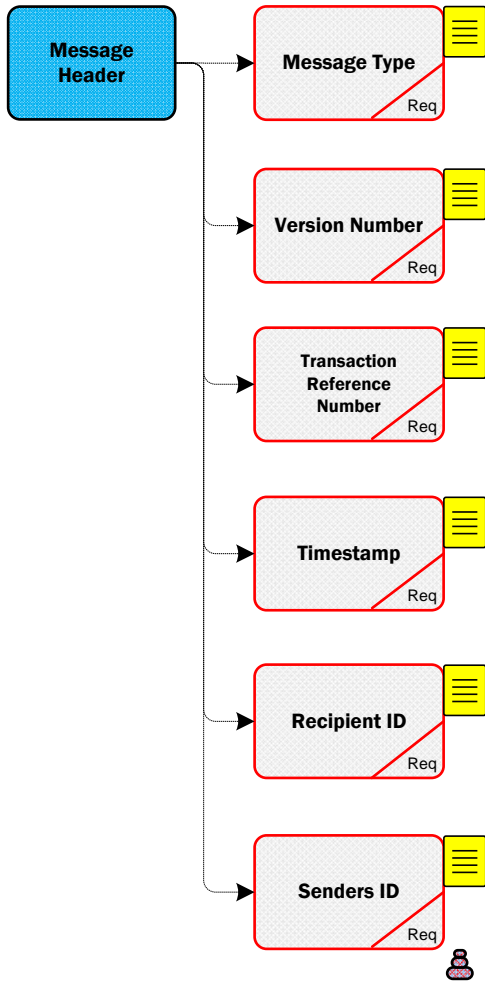 Message
Header
Message Type
Req
Version Number
Req
Transaction
Reference
Number
Req
Timestamp
Req
Recipient ID
Req
Senders ID
Req